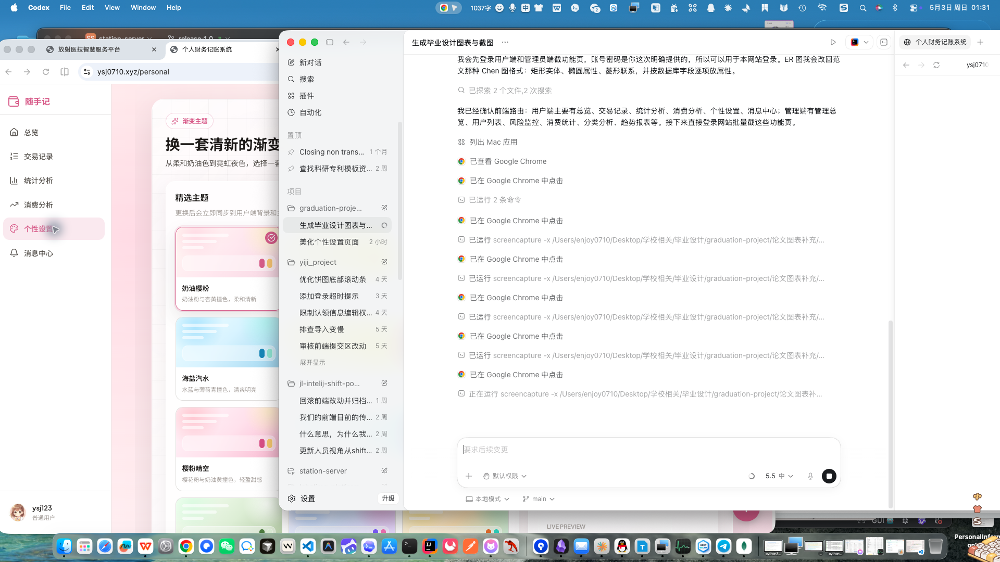 Codex File Edit View Window Help
1037字
5月3日 周日 01:31
station-server
release-1.0
放射医技智慧服务平台
个人财务记账系统
ysj0710.xyz/personal
随手记
总览
交易记录
统计分析
消费分析
个性设置
消息中心
ysj123
普通用户
渐变主题
换一套清新的渐变
从柔和奶油色到霓虹夜色，选择一套
精选主题
更换后会立即同步到用户端背景和主
奶油樱粉
奶油粉与杏黄撞色，柔和清新
海盐汽水
水蓝与薄荷青撞色，清爽明亮
樱粉晴空
樱花粉与奶油黄撞色，轻盈甜感
新对话
搜索
插件
自动化
置顶
Closing non trans... 1 个月
查找科研专利模板资... 2 周
项目
graduation-proje...
生成毕业设计图表与...
美化个性设置页面 2 小时
yiji_project
优化饼图底部滚动条 4 天
添加登录超时提示 3 天
限制认领信息编辑权... 4 天
排查导入变慢 5 天
审核前端提交区改动 5 天
展开显示
jl-intelij-shift-po...
回滚前端改动并归档... 1 周
我们的前端目前的传... 2 周
什么意思，为什么我... 2 周
更新人员视角从shift... 2 周
station-server
设置
升级
生成毕业设计图表与截图
我会先登录用户端和管理员端截功能页，账号密码是你这次明确提供的，所以可以用于本网站登录。ER 图我会改回范
文那种 Chen 图格式：矩形实体、椭圆属性、菱形联系，并按数据库字段逐项放属性。
已探索 2 个文件,2 次搜索
我已经确认前端路由：用户端主要有总览、交易记录、统计分析、消费分析、个性设置、消息中心；管理端有管理总
览、用户列表、风险监控、消费统计、分类分析、趋势报表等。接下来直接登录网站批量截这些功能页。
列出 Mac 应用
已查看 Google Chrome
已在 Google Chrome 中点击
已运行 2 条命令
已在 Google Chrome 中点击
已运行 screencapture -x /Users/enjoy0710/Desktop/学校相关/毕业设计/graduation-project/论文图表补充/...
已在 Google Chrome 中点击
已运行 screencapture -x /Users/enjoy0710/Desktop/学校相关/毕业设计/graduation-project/论文图表补充/...
已在 Google Chrome 中点击
已运行 screencapture -x /Users/enjoy0710/Desktop/学校相关/毕业设计/graduation-project/论文图表补充/...
已在 Google Chrome 中点击
已运行 screencapture -x /Users/enjoy0710/Desktop/学校相关/毕业设计/graduation-project/论文图表补充/...
已在 Google Chrome 中点击
正在运行 screencapture -x /Users/enjoy0710/Desktop/学校相关/毕业设计/graduation-project/论文图表补...
要求后续变更
默认权限
5.5 中
本地模式
main
个人财务记账系统
ysj0710
LIVE PREVIEW
GUI
PersonalInfor